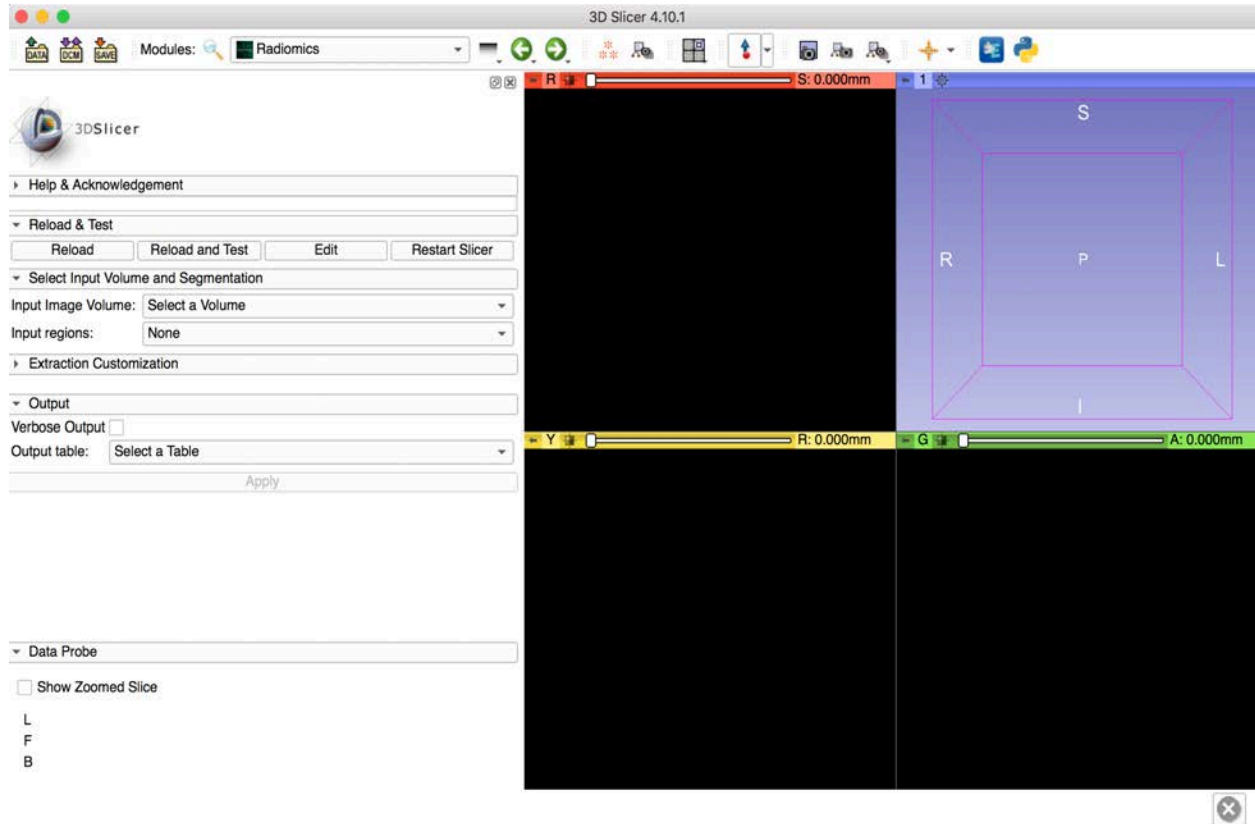 3D Slicer 4.10.1
DATA DCM SAVE Modules: Radiomics
3DSlicer
Help & Acknowledgement
Reload & Test
Reload Reload and Test Edit Restart Slicer
Select Input Volume and Segmentation
Input Image Volume: Select a Volume
Input regions: None
Extraction Customization
Output
Verbose Output
Output table: Select a Table
Apply
Data Probe
Show Zoomed Slice
L
F
B
R S: 0.000mm
1
S
R P L
I
Y R: 0.000mm
G A: 0.000mm